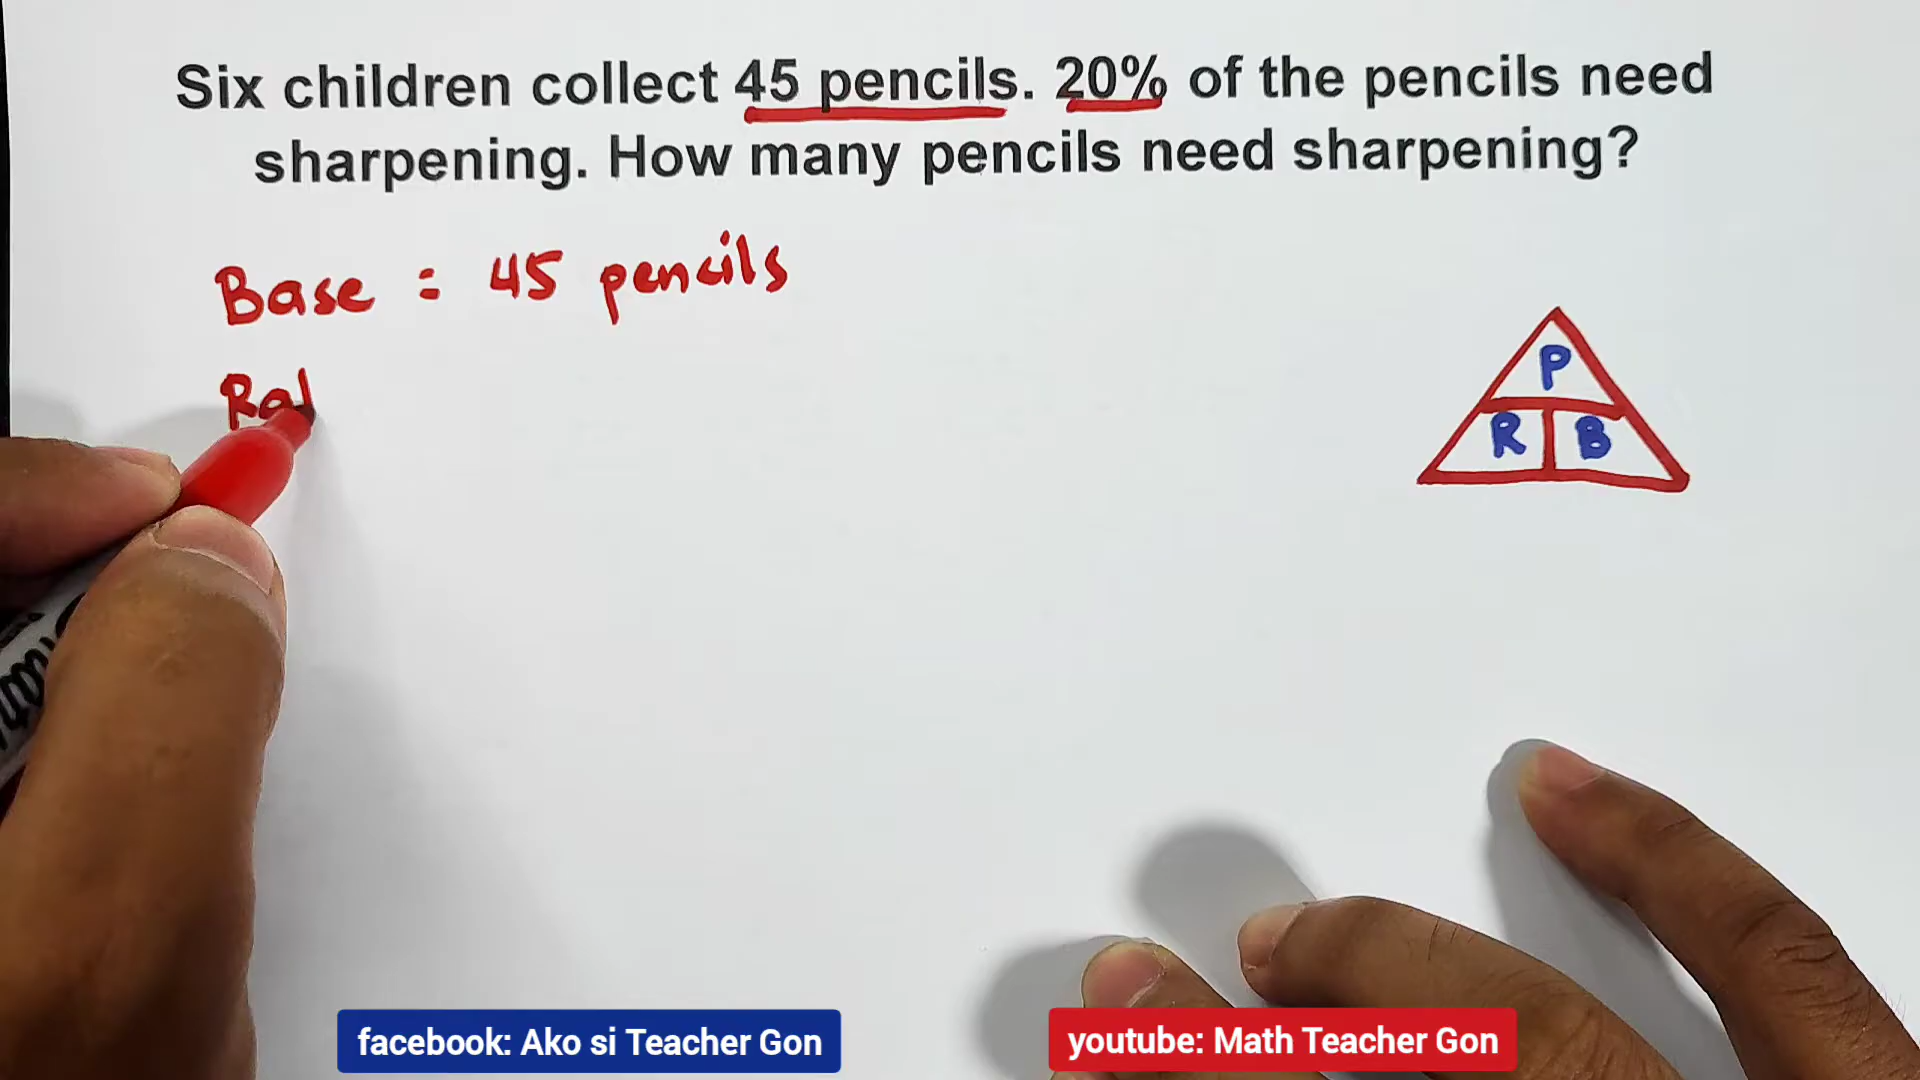 Six children collect 45 pencils. 20% of the pencils need
sharpening. How many pencils need sharpening?
Base = 45 pencils
P
R B
facebook: Ako si Teacher Gon
youtube: Math Teacher Gon